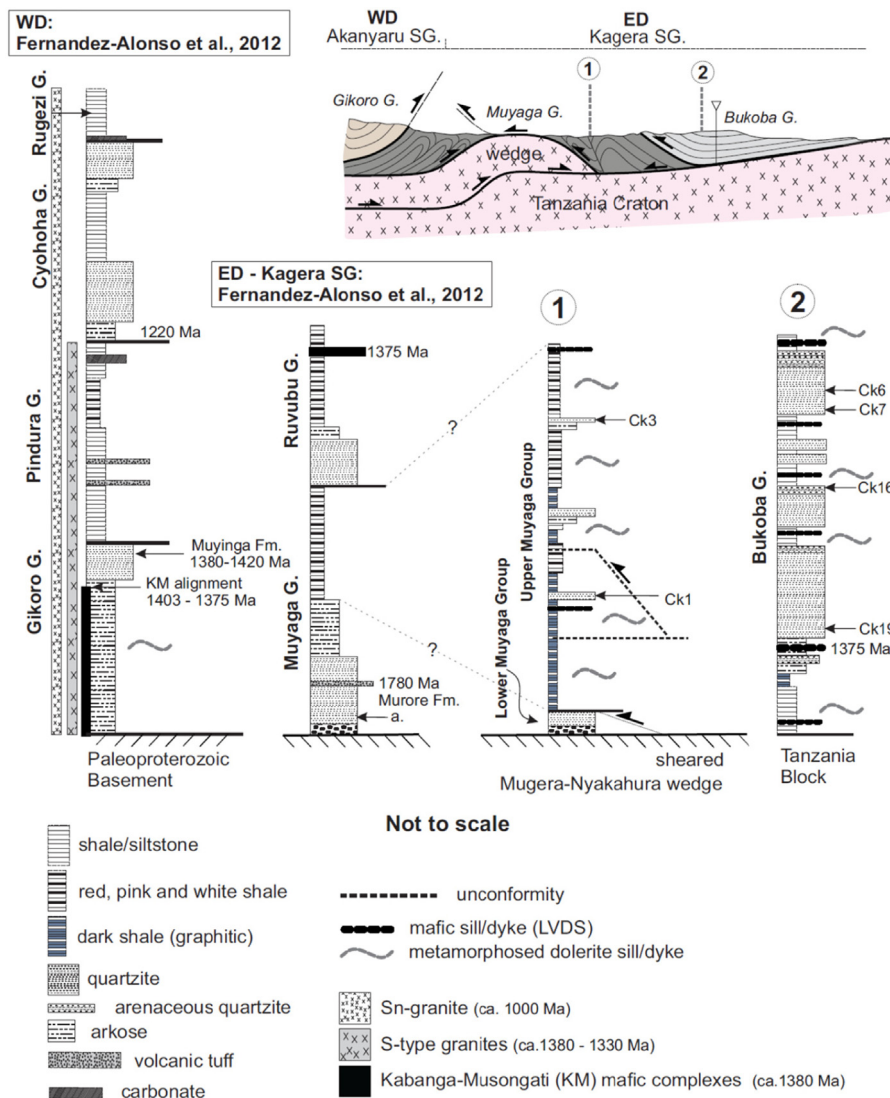 WD:
Fernandez-Alonso et al., 2012
WD
Akanyaru SG.
ED
Kagera SG.
1
2
Gikoro G.
Muyaga G.
Bukoba G.
wedge
Tanzania Craton
Rugezi G.
Cyohoha G.
Pindura G.
Gikoro G.
1220 Ma
Muyinga Fm.
1380-1420 Ma
KM alignment
1403 - 1375 Ma
Paleoproterozoic
Basement
ED - Kagera SG:
Fernandez-Alonso et al., 2012
Ruvubu G.
Muyaga G.
1375 Ma
1780 Ma
Murore Fm.
a.
?
?
1
Upper Muyaga Group
Lower Muyaga Group
Ck3
Ck1
sheared
Mugera-Nyakahura wedge
2
Bukoba G.
Ck6
Ck7
Ck16
Ck19
1375 Ma
Tanzania
Block
Not to scale
shale/siltstone
red, pink and white shale
dark shale (graphitic)
quartzite
arenaceous quartzite
arkose
volcanic tuff
carbonate
unconformity
mafic sill/dyke (LVDS)
metamorphosed dolerite sill/dyke
Sn-granite (ca. 1000 Ma)
S-type granites (ca.1380 - 1330 Ma)
Kabanga-Musongati (KM) mafic complexes (ca.1380 Ma)